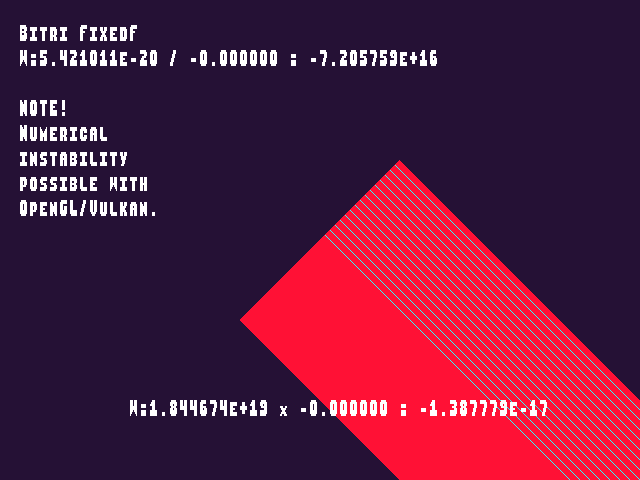 Bitri fixedf
W:5.421011e-20 / -0.000000 : -7.205759e+16
NOTE!
Numerical
instability
possible with
OpenGL/Vulkan.
W:1.844674e+19 x -0.000000 : -1.387779e-17